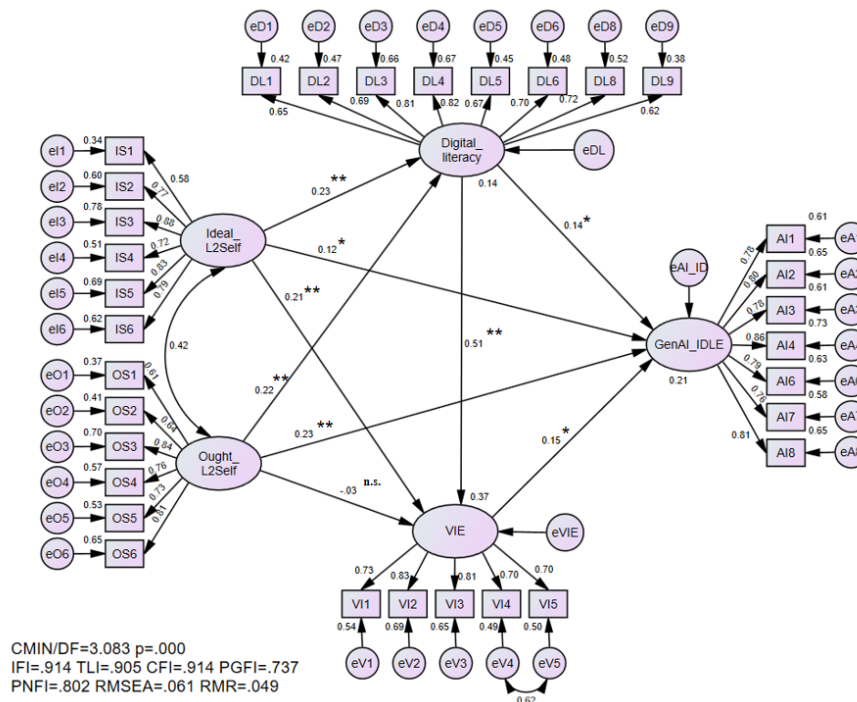 eD1 eD2 eD3 eD4 eD5 eD6 eD8 eD9
0.42 0.47 0.66 0.67 0.45 0.48 0.52 0.38
DL1 DL2 DL3 DL4 DL5 DL6 DL8 DL9
0.65 0.69 0.81 0.82 0.67 0.70 0.72 0.62
Digital_
literacy
0.14
eDL
eI1 0.34 IS1 0.58
eI2 0.60 IS2 0.77
eI3 0.78 IS3 0.88
eI4 0.51 IS4 0.72
eI5 0.69 IS5 0.83
eI6 0.62 IS6 0.79
Ideal_
L2Self
0.23 **
0.12 *
0.21 **
0.14 *
0.42
0.51 **
0.22 **
0.23 **
n.s.
-.03
0.15 *
eAI_ID
GenAI_IDLE
0.21
0.78 AI1 0.61
0.80 AI2 0.65 eA2
0.78 AI3 0.61 eA3
0.86 AI4 0.73 eA4
0.79 AI6 0.63
0.76 AI7 0.58 eA7
0.81 AI8 0.65
eO1 0.37 OS1 0.61
eO2 0.41 OS2 0.64
eO3 0.70 OS3 0.84
eO4 0.57 OS4 0.76
eO5 0.53 OS5 0.73
eO6 0.65 OS6 0.81
Ought_
L2Self
0.37
VIE
eVIE
0.73 0.83 0.81 0.70 0.70
VI1 VI2 VI3 VI4 VI5
0.54 0.69 0.65 0.49 0.50
eV1 eV2 eV3 eV4 eV5
0.62
CMIN/DF=3.083 p=.000
IFI=.914 TLI=.905 CFI=.914 PGFI=.737
PNFI=.802 RMSEA=.061 RMR=.049